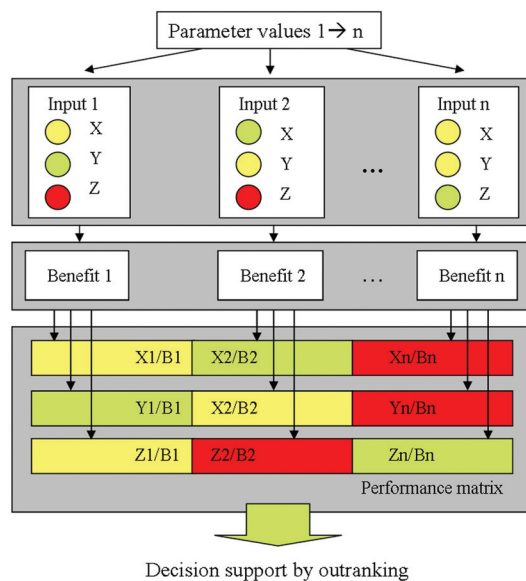 Parameter values 1→ n
Input 1
X
Y
Z
Input 2
X
Y
Z
...
Input n
X
Y
Z
Benefit 1
Benefit 2
...
Benefit n
X1/B1 X2/B2 Xn/Bn
Y1/B1 X2/B2 Yn/Bn
Z1/B1 Z2/B2 Zn/Bn
Performance matrix
Decision support by outranking